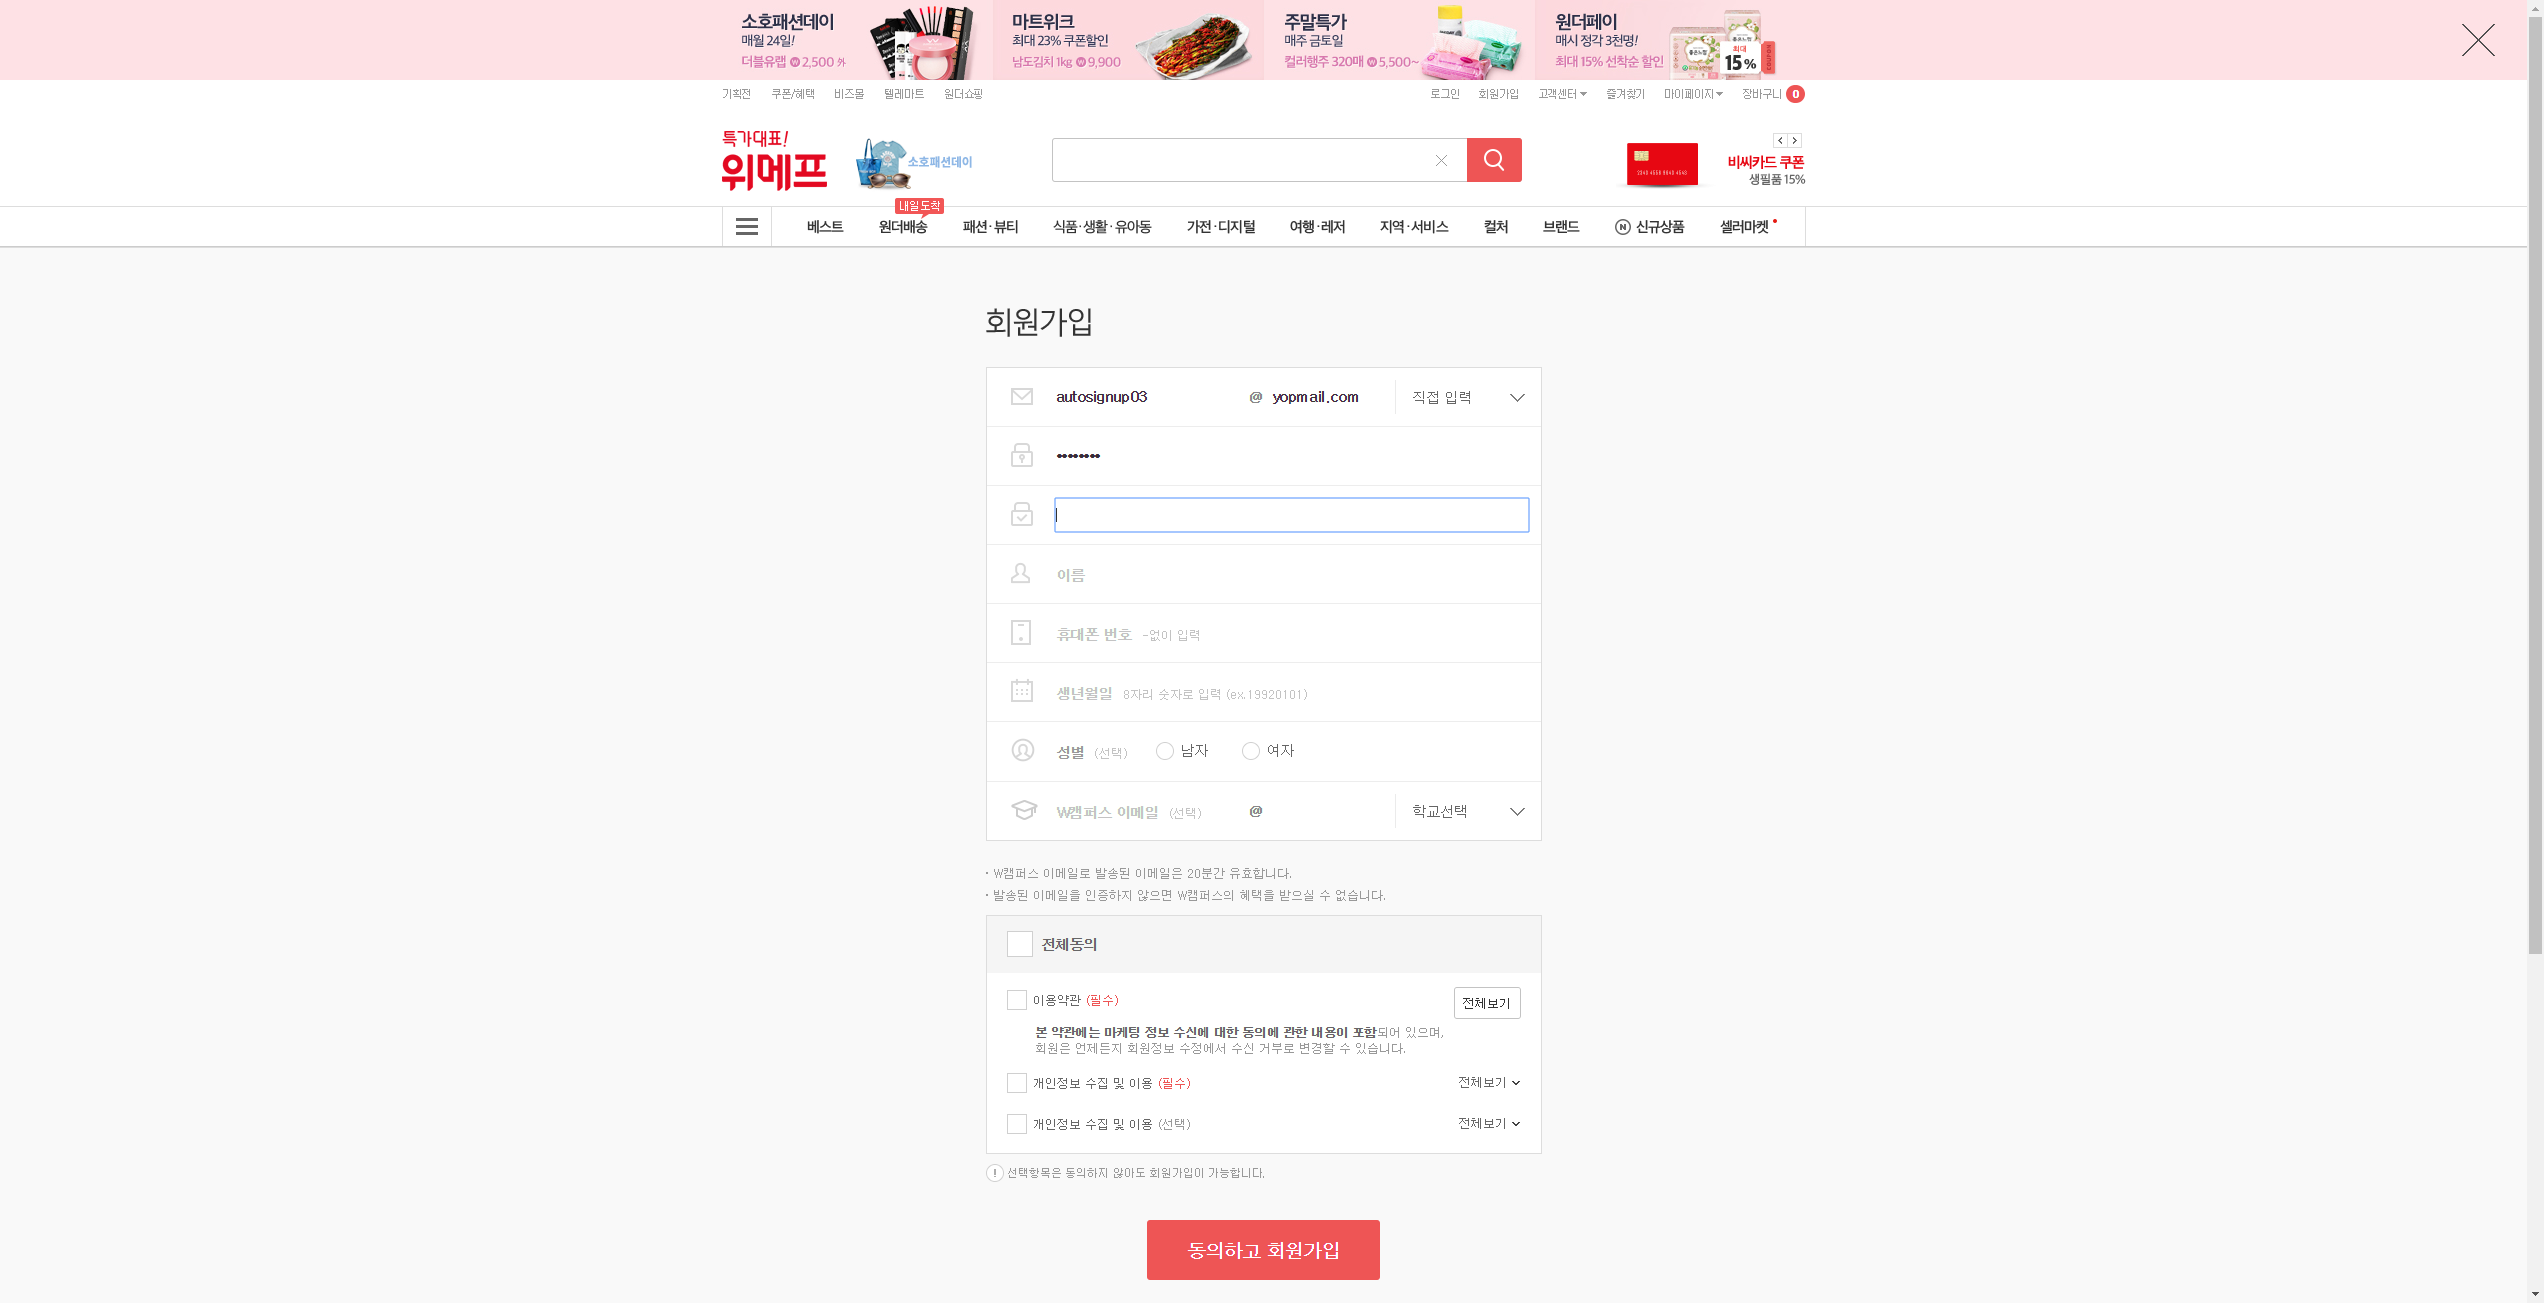 소호패션데이
매월 24일!
더블유랩 ⓦ 2,500 外
마트위크
최대 23% 쿠폰할인
남도김치 1kg ⓦ 9,900
주말특가
매주 금토일
컬러행주 320매 ⓦ 5,500~
원더페이
매시 정각 3천명!
최대 15% 선착순 할인
최대
15%
COUPON
기획전 쿠폰/혜택 비즈몰 텔레마트 원더쇼핑
로그인 회원가입 고객센터 즐겨찾기 마이페이지 장바구니 0
특가대표!
위메프
소호패션데이
비씨카드 쿠폰
생필품 15%
내일도착
베스트 원더배송 패션·뷰티 식품·생활·유아동 가전·디지털 여행·레저 지역·서비스 컬처 브랜드 N 신규상품 셀러마켓
회원가입
autosignup03 @ yopmail.com 직접 입력
••••••••
이름
휴대폰 번호 -없이 입력
생년월일 8자리 숫자로 입력 (ex.19920101)
성별 (선택) 남자 여자
W캠퍼스 이메일 (선택) @ 학교선택
· W캠퍼스 이메일로 발송된 이메일은 20분간 유효합니다.
· 발송된 이메일을 인증하지 않으면 W캠퍼스의 혜택을 받으실 수 없습니다.
전체동의
이용약관 (필수) 전체보기
본 약관에는 마케팅 정보 수신에 대한 동의에 관한 내용이 포함되어 있으며,
회원은 언제든지 회원정보 수정에서 수신 거부로 변경할 수 있습니다.
개인정보 수집 및 이용 (필수) 전체보기
개인정보 수집 및 이용 (선택) 전체보기
! 선택항목은 동의하지 않아도 회원가입이 가능합니다.
동의하고 회원가입